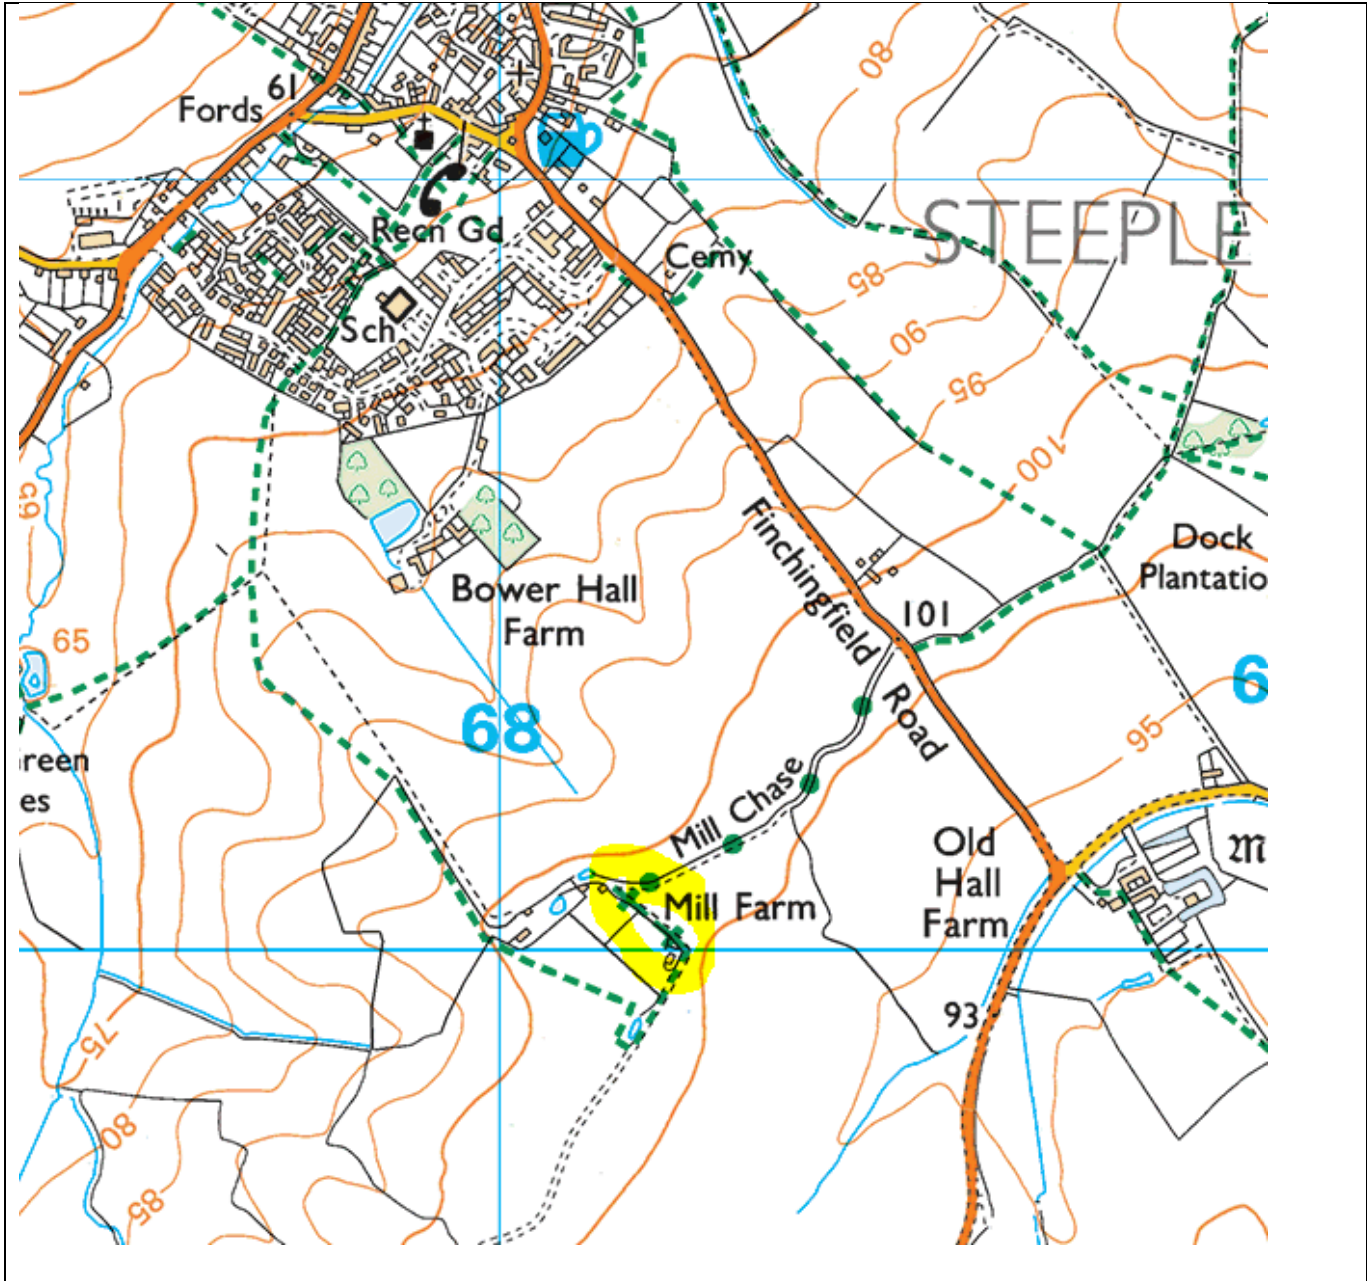 80
61
Fords
STEEPLE
Recn Gd
Cemy
85
Sch
90
95
100
69
Finchingfield Road
Dock
Plantatio
Bower Hall
Farm
101
65
6
68
95
reen
es
Mill Chase
Old
Hall
Farm
M
Mill Farm
93
75
80
85